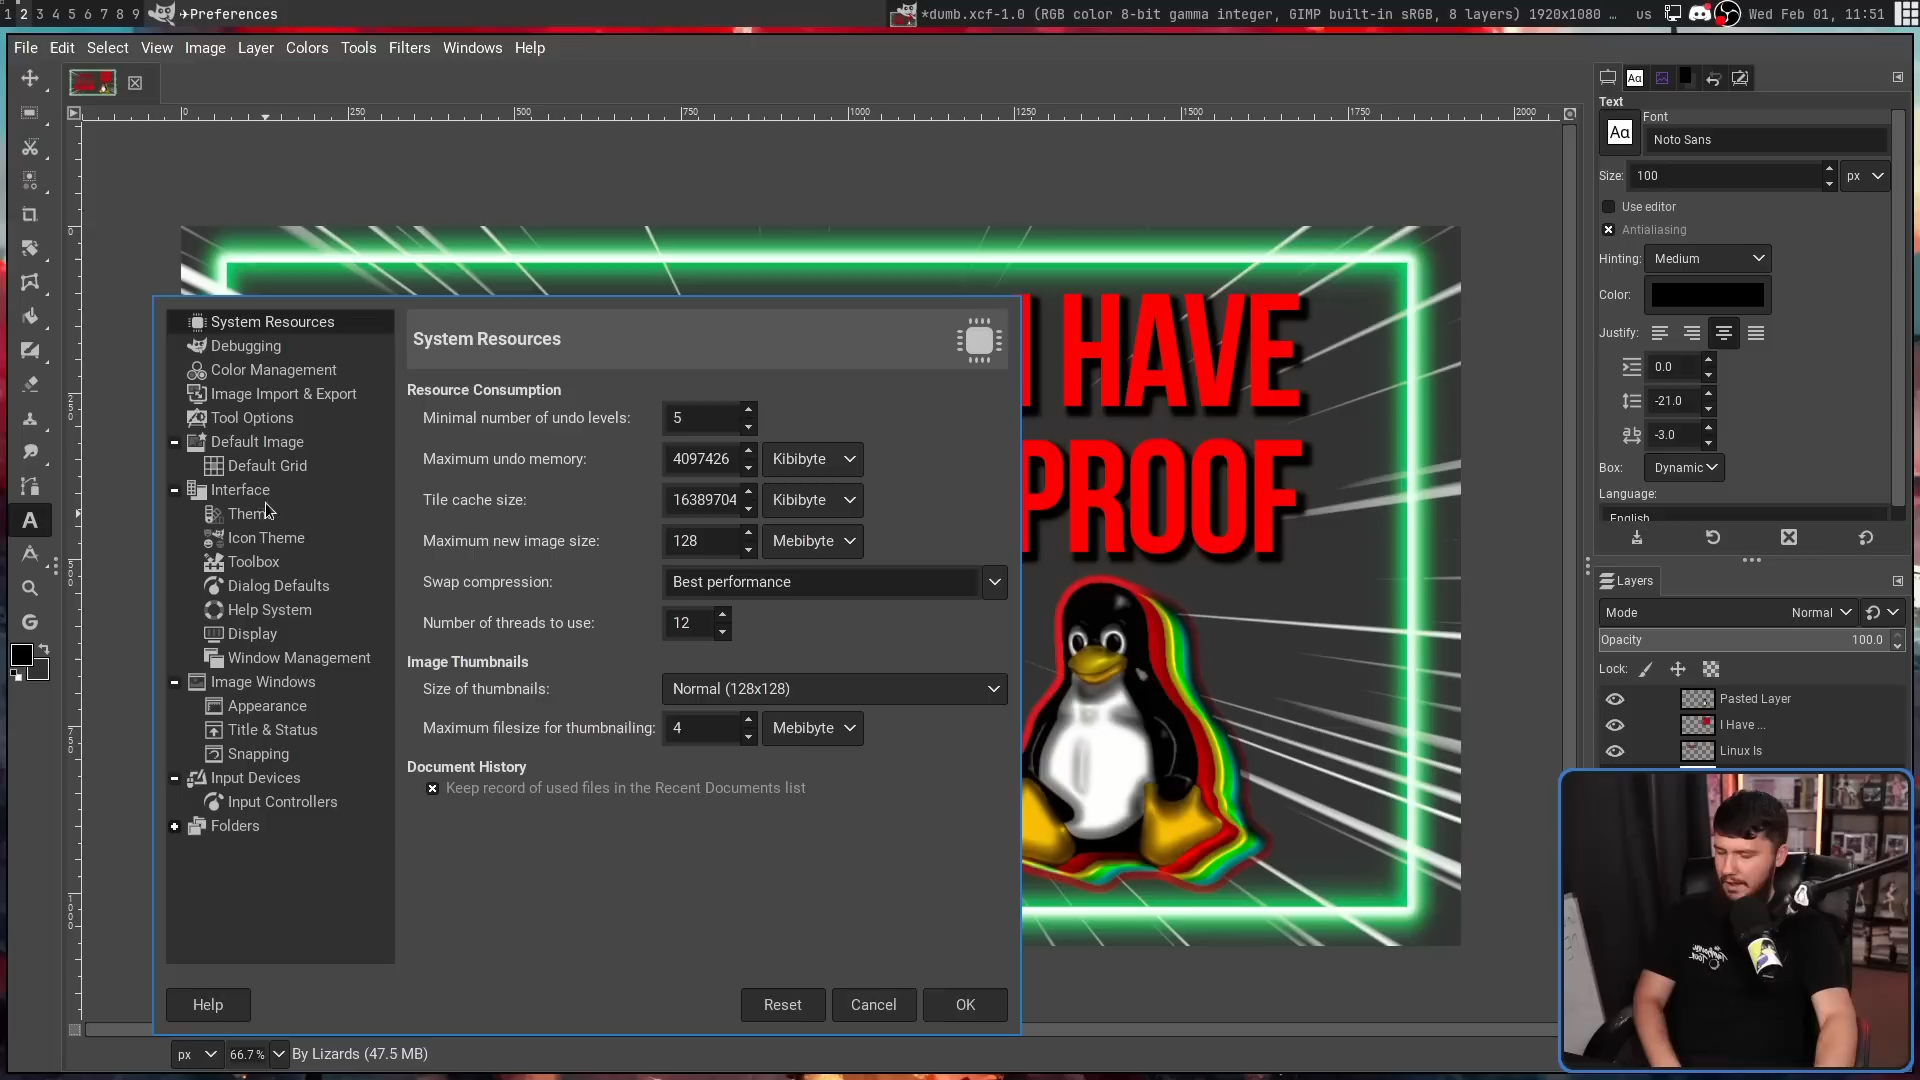 1 2 3 4 5 6 7 8 9
✈Preferences
*dumb.xcf-1.0 (RGB color 8-bit gamma integer, GIMP built-in sRGB, 8 layers) 1920x1080 …
us
Wed Feb 01, 11:51
File Edit Select View Image Layer Colors Tools Filters Windows Help
0 250 500 750 1000 1250 1500 1750 2000
0
250
500
750
1000
I HAVE
PROOF
System Resources
Debugging
Color Management
Image Import & Export
Tool Options
Default Image
Default Grid
Interface
Theme
Icon Theme
Toolbox
Dialog Defaults
Help System
Display
Window Management
Image Windows
Appearance
Title & Status
Snapping
Input Devices
Input Controllers
Folders
System Resources
Resource Consumption
Minimal number of undo levels: 5
Maximum undo memory: 4097426 Kibibyte
Tile cache size: 16389704 Kibibyte
Maximum new image size: 128 Mebibyte
Swap compression: Best performance
Number of threads to use: 12
Image Thumbnails
Size of thumbnails: Normal (128x128)
Maximum filesize for thumbnailing: 4 Mebibyte
Document History
Keep record of used files in the Recent Documents list
Help Reset Cancel OK
px 66.7% By Lizards (47.5 MB)
Text
Font
Aa Noto Sans
Size: 100 px
Use editor
Antialiasing
Hinting: Medium
Color:
Justify:
0.0
-21.0
-3.0
Box: Dynamic
Language:
English
Layers
Mode Normal
Opacity 100.0
Lock:
Pasted Layer
I Have ...
Linux Is